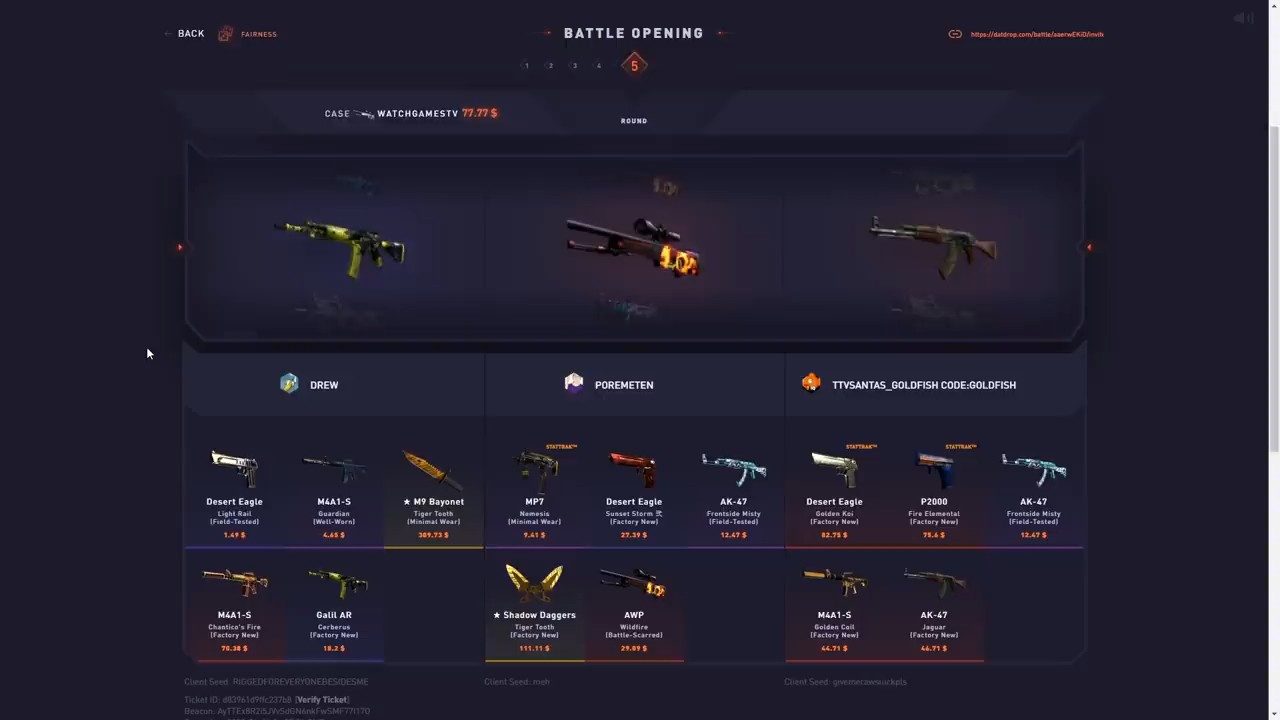 BACK
FAIRNESS
BATTLE OPENING
1 2 3 4 5
CASE WATCHGAMESTV 77.77 $
ROUND
DREW
POREMETEN
TTVSANTAS_GOLDFISH CODE:GOLDFISH
STATTRAK™ STATTRAK™ STATTRAK™
Desert Eagle M4A1-S ★ M9 Bayonet MP7 Desert Eagle AK-47 Desert Eagle P2000 AK-47
Light Rail Guardian Tiger Tooth Nemesis Sunset Storm 弐 Frontside Misty Golden Koi Fire Elemental Frontside Misty
(Field-Tested) (Well-Worn) (Minimal Wear) (Minimal Wear) (Factory New) (Field-Tested) (Factory New) (Factory New) (Field-Tested)
1.49 $ 4.65 $ 309.73 $ 9.41 $ 27.39 $ 12.47 $ 82.75 $ 75.6 $ 12.47 $
M4A1-S Galil AR ★ Shadow Daggers AWP M4A1-S AK-47
Chantico's Fire Cerberus Tiger Tooth Wildfire Golden Coil Jaguar
(Factory New) (Factory New) (Factory New) (Battle-Scarred) (Factory New) (Factory New)
70.38 $ 18.2 $ 111.11 $ 29.09 $ 44.71 $ 46.71 $
Client Seed: RIGGEDFOREVERYONEBESIDESME
Client Seed: meh
Client Seed:
Ticket ID: [Verify Ticket]
Beacon: